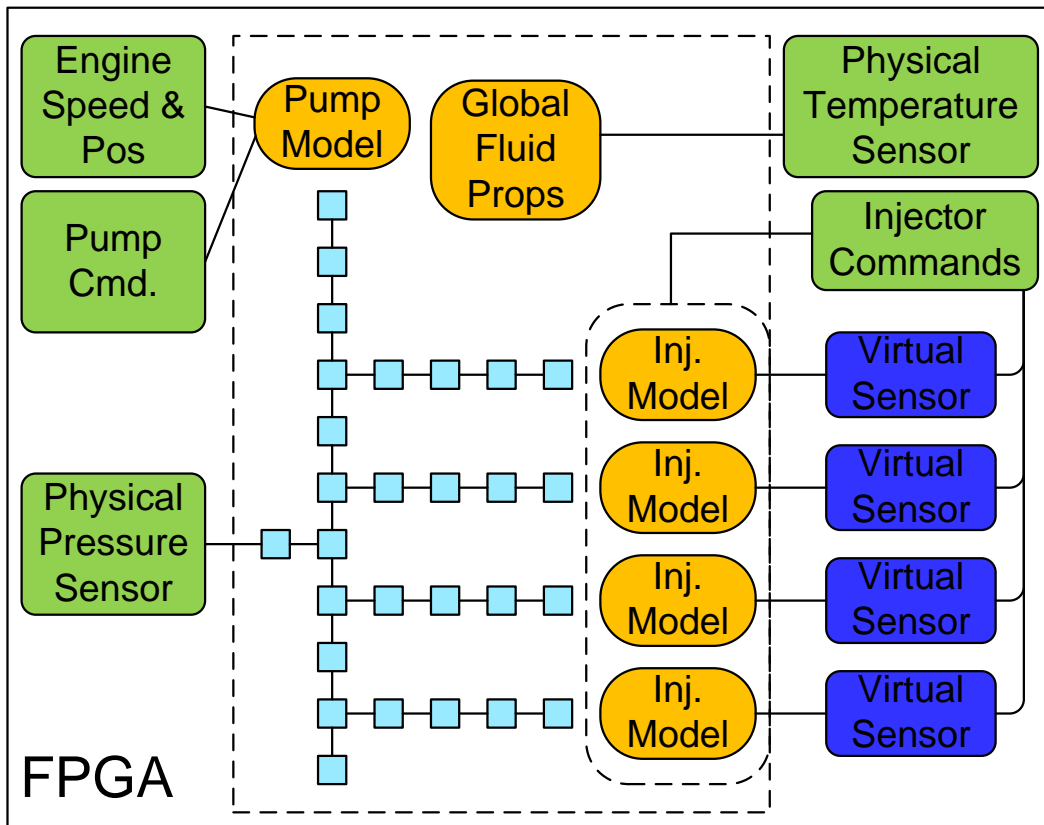 Engine
Speed &
Pos
Pump
Model
Global
Fluid
Props
Physical
Temperature
Sensor
Pump
Cmd.
Injector
Commands
Inj.
Model
Virtual
Sensor
Inj.
Model
Virtual
Sensor
Physical
Pressure
Sensor
Inj.
Model
Virtual
Sensor
Inj.
Model
Virtual
Sensor
FPGA